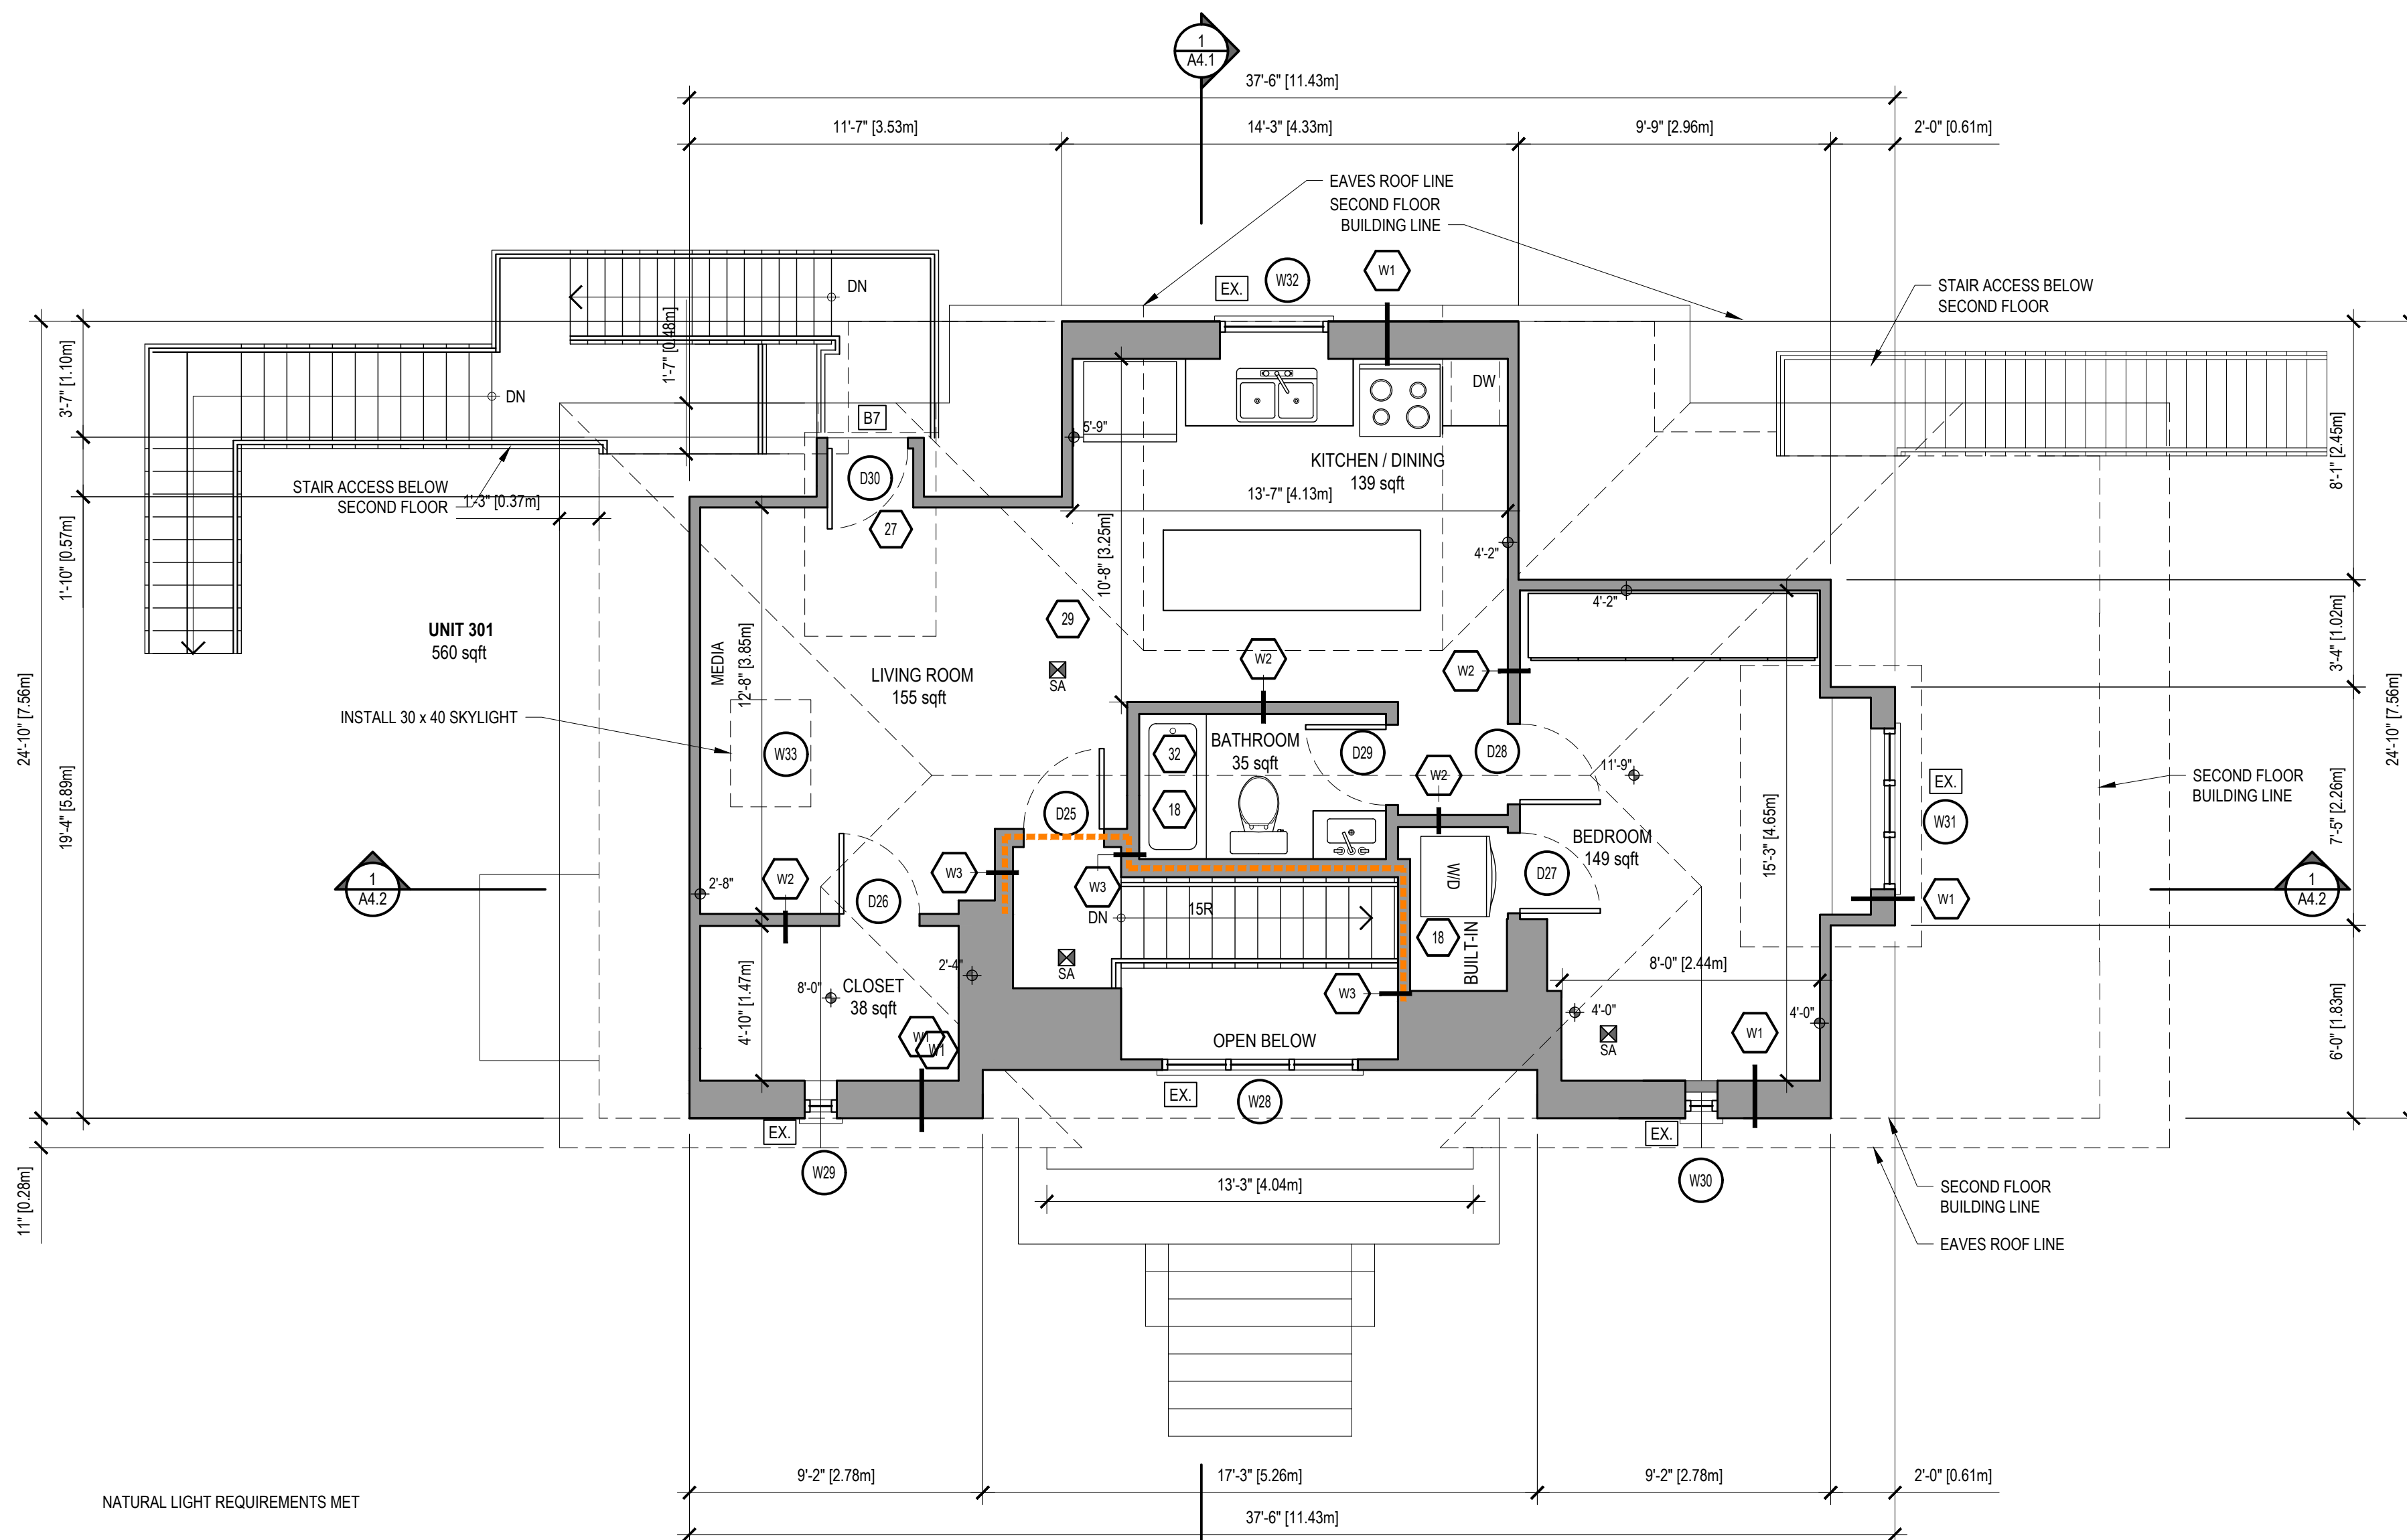 1
A4.1
37'-6" [11.43m]
11'-7" [3.53m]
14'-3" [4.33m]
9'-9" [2.96m]
2'-0" [0.61m]
EAVES ROOF LINE
SECOND FLOOR
BUILDING LINE
STAIR ACCESS BELOW
SECOND FLOOR
EX.
W32
W1
DN
DN
1'-7" [0.48m]
3'-7" [1.10m]
1'-10" [0.57m]
19'-4" [5.89m]
24'-10" [7.56m]
11" [0.28m]
B7
D30
27
5'-9"
DW
KITCHEN / DINING
139 sqft
13'-7" [4.13m]
10'-8" [3.25m]
4'-2"
4'-2"
8'-1" [2.45m]
3'-4" [1.02m]
7'-5" [2.26m]
6'-0" [1.83m]
24'-10" [7.56m]
STAIR ACCESS BELOW
SECOND FLOOR
1'-3" [0.37m]
UNIT 301
560 sqft
MEDIA
12'-8" [3.85m]
29
SA
LIVING ROOM
155 sqft
INSTALL 30 x 40 SKYLIGHT
W33
W2
W2
BATHROOM
35 sqft
32
18
D29
D28
W2
11'-9"
EX.
W31
SECOND FLOOR
BUILDING LINE
D25
BEDROOM
149 sqft
15'-3" [4.65m]
W/D
D27
1
A4.2
2'-8"
W2
D26
W3
W3
DN
15R
18
BUILT-IN
W1
1
A4.2
SA
2'-4"
8'-0"
CLOSET
38 sqft
4'-10" [1.47m]
W1
W1
W3
8'-0" [2.44m]
4'-0"
4'-0"
SA
W1
OPEN BELOW
EX.
W28
EX.
W29
EX.
W30
13'-3" [4.04m]
SECOND FLOOR
BUILDING LINE
EAVES ROOF LINE
9'-2" [2.78m]
17'-3" [5.26m]
9'-2" [2.78m]
2'-0" [0.61m]
NATURAL LIGHT REQUIREMENTS MET
37'-6" [11.43m]